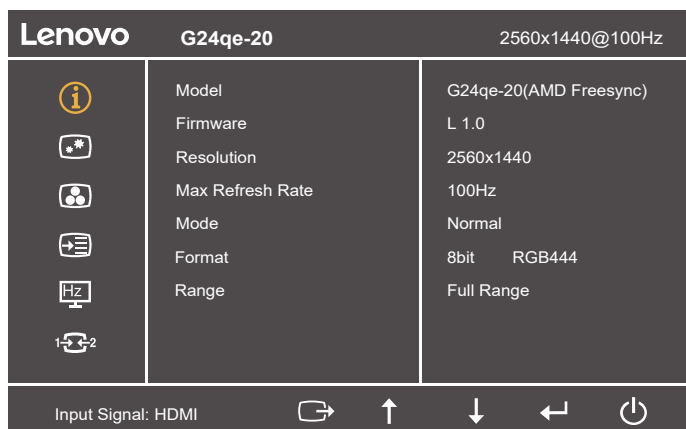 Lenovo G24qe-20 2560x1440@100Hz
Model G24qe-20(AMD Freesync)
Firmware L 1.0
Resolution 2560x1440
Max Refresh Rate 100Hz
Mode Normal
Format 8bit RGB444
Range Full Range
Hz
1 2
Input Signal: HDMI